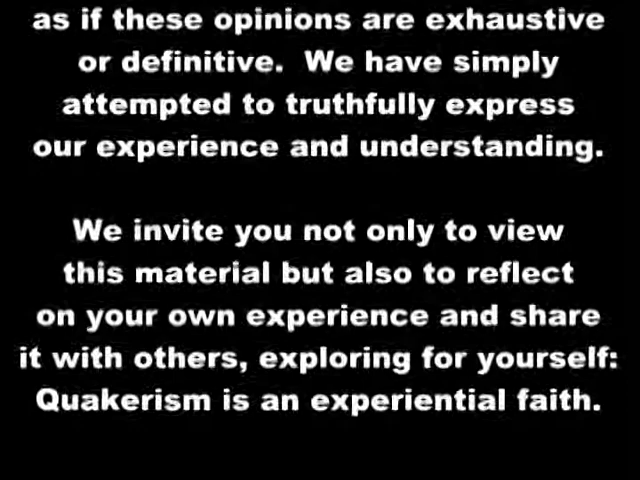 as if these opinions are exhaustive
or definitive.  We have simply
attempted to truthfully express
our experience and understanding.
We invite you not only to view
this material but also to reflect
on your own experience and share
it with others, exploring for yourself:
Quakerism is an experiential faith.